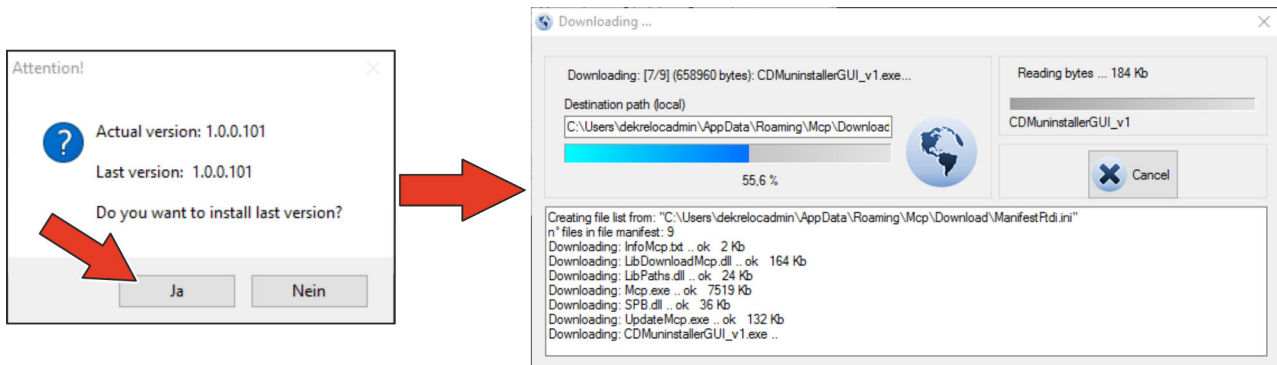 Attention!
Actual version: 1.0.0.101
Last version: 1.0.0.101
Do you want to install last version?
Ja
Nein
Downloading ...
Downloading: [7/9] (658960 bytes): CDMuninstallerGUI_v1.exe...
Destination path (local)
C:\Users\dekrelocadmin\AppData\Roaming\Mcp\Download
55,6 %
Reading bytes ... 184 Kb
CDMuninstallerGUI_v1
Cancel
Creating file list from: "C:\Users\dekrelocadmin\AppData\Roaming\Mcp\Download\ManifestFtdi.ini"
n° files in file manifest: 9
Downloading: InfoMcp.txt .. ok 2 Kb
Downloading: LibDownloadMcp.dll .. ok 164 Kb
Downloading: LibPaths.dll .. ok 24 Kb
Downloading: Mcp.exe .. ok 7519 Kb
Downloading: SPB.dll .. ok 36 Kb
Downloading: UpdateMcp.exe .. ok 132 Kb
Downloading: CDMuninstallerGUI_v1.exe ..